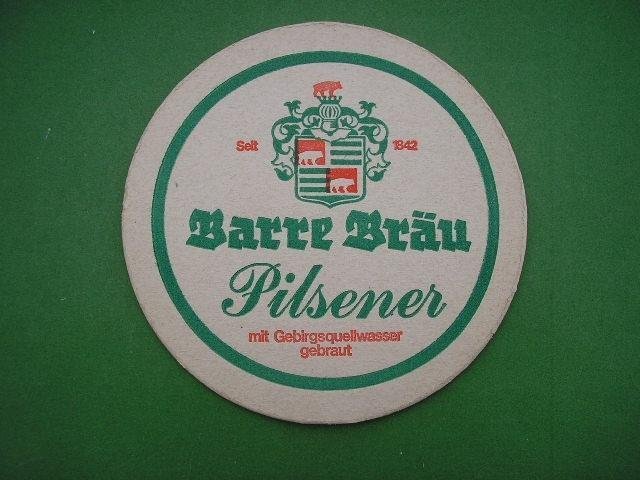 Seit 1842
Barre Bräu
Pilsener
mit Gebirgsquellwasser
gebraut